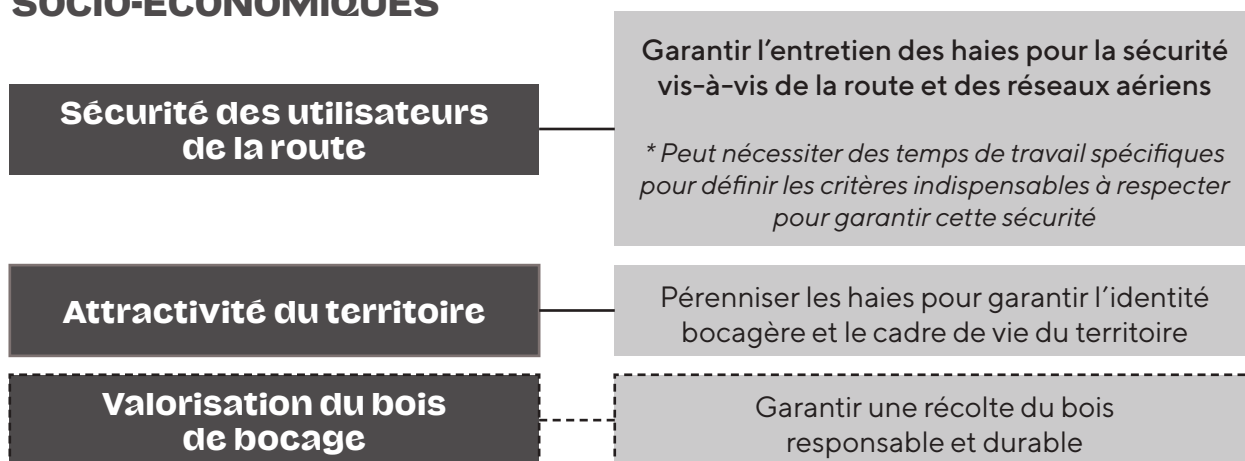 SOCIO-ÉCONOMIQUES
Sécurité des utilisateurs
de la route
Garantir l'entretien des haies pour la sécurité
vis-à-vis de la route et des réseaux aériens
* Peut nécessiter des temps de travail spécifiques
pour définir les critères indispensables à respecter
pour garantir cette sécurité
Attractivité du territoire
Pérenniser les haies pour garantir l'identité
bocagère et le cadre de vie du territoire
Valorisation du bois
de bocage
Garantir une récolte du bois
responsable et durable